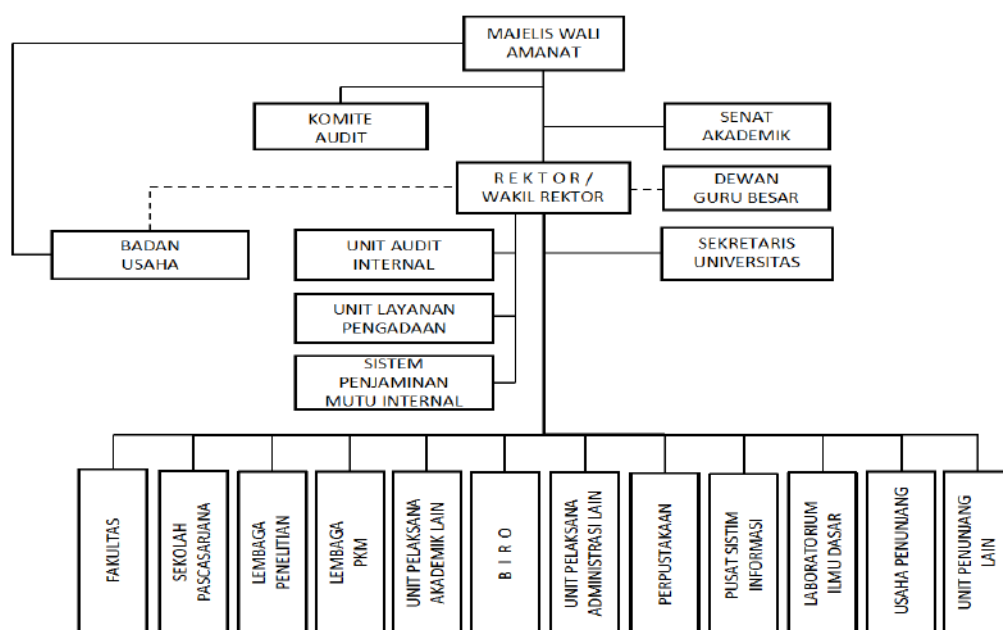 MAJELIS WALI
AMANAT
KOMITE
AUDIT
SENAT
AKADEMIK
R E K T O R /
WAKIL REKTOR
DEWAN
GURU BESAR
BADAN
USAHA
UNIT AUDIT
INTERNAL
SEKRETARIS
UNIVERSITAS
UNIT LAYANAN
PENGADAAN
SISTEM
PENJAMINAN
MUTU INTERNAL
FAKULTAS
SEKOLAH
PASCASARJANA
LEMBAGA
PENELITIAN
LEMBAGA
PKM
UNIT PELAKSANA
AKADEMIK LAIN
B I R O
UNIT PELAKSANA
ADMINISTRASI LAIN
PERPUSTAKAAN
PUSAT SISTIM
INFORMASI
LABORATORIUM
ILMU DASAR
USAHA PENUNJANG
UNIT PENUNJANG
LAIN